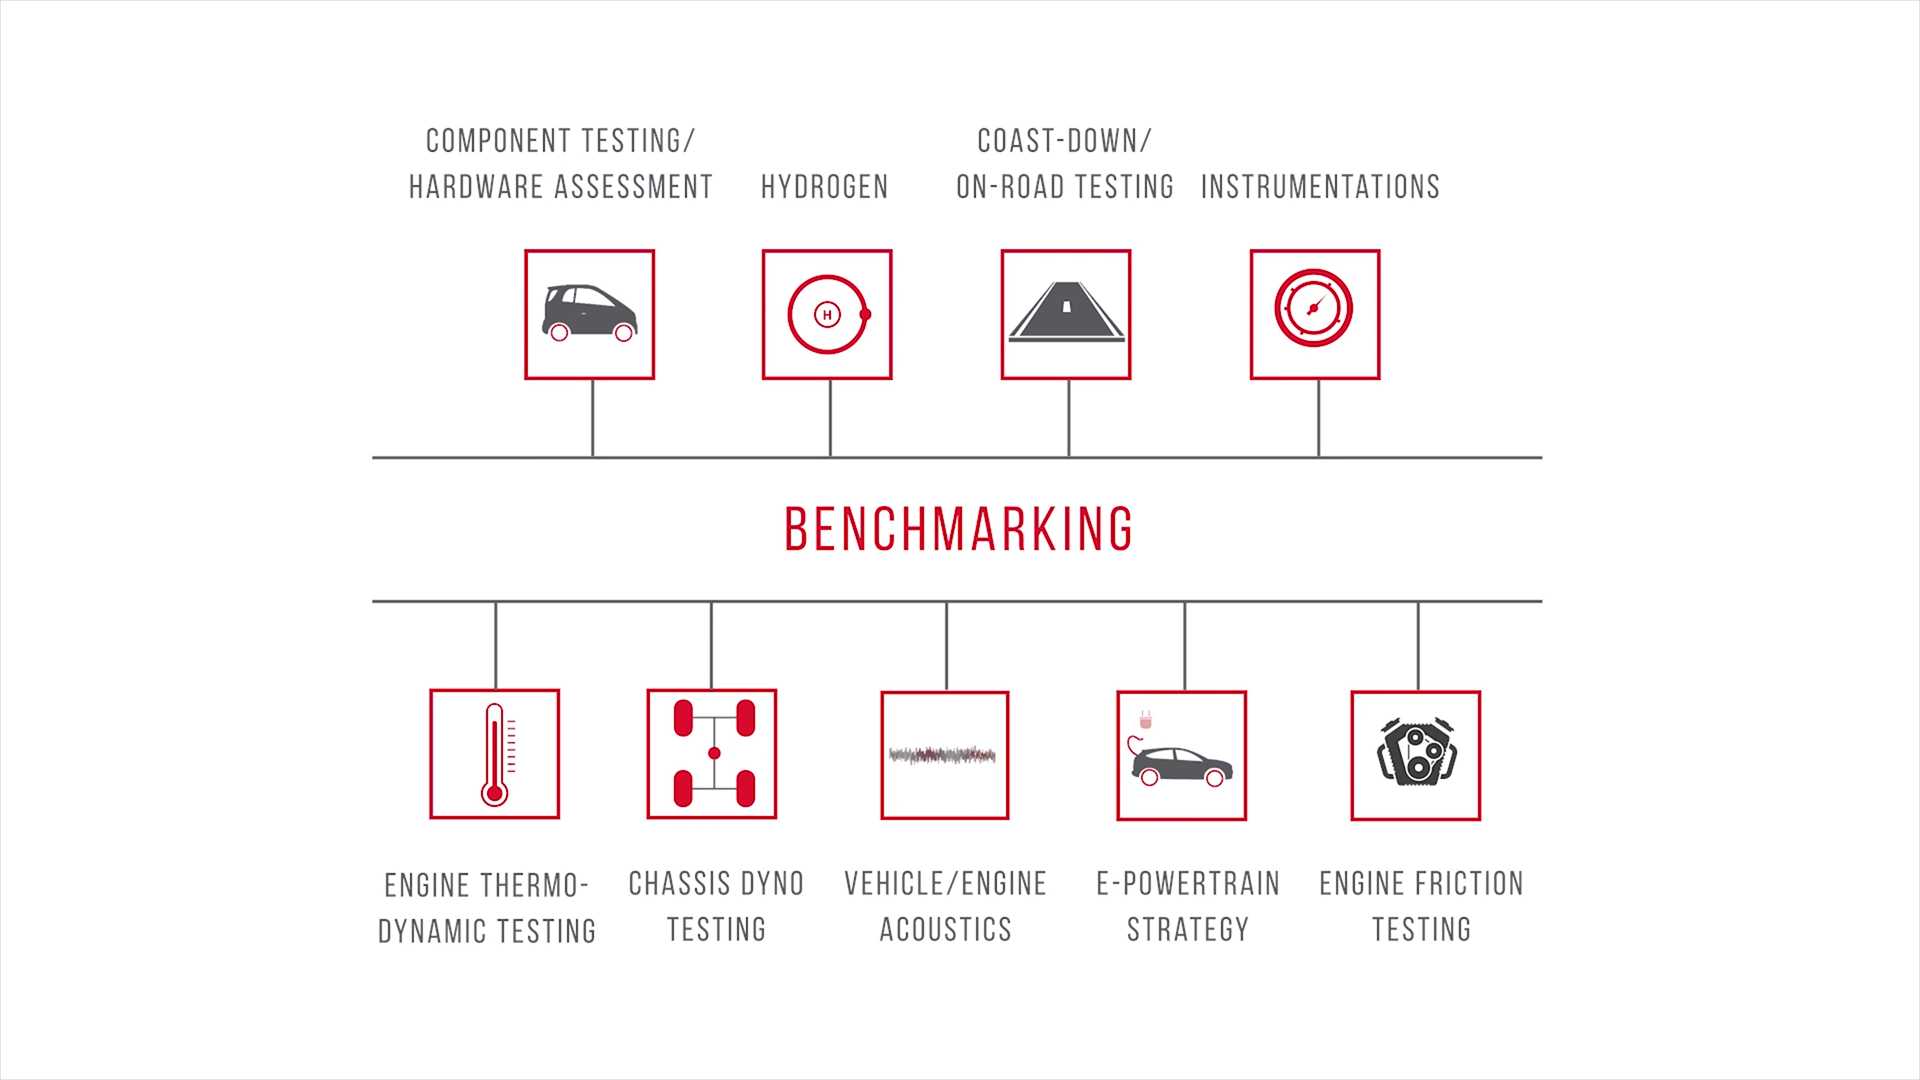 COMPONENT TESTING/
HARDWARE ASSESSMENT
HYDROGEN
COAST-DOWN/
ON-ROAD TESTING
INSTRUMENTATIONS
H
BENCHMARKING
ENGINE THERMO-
DYNAMIC TESTING
CHASSIS DYNO
TESTING
VEHICLE/ENGINE
ACOUSTICS
E-POWERTRAIN
STRATEGY
ENGINE FRICTION
TESTING